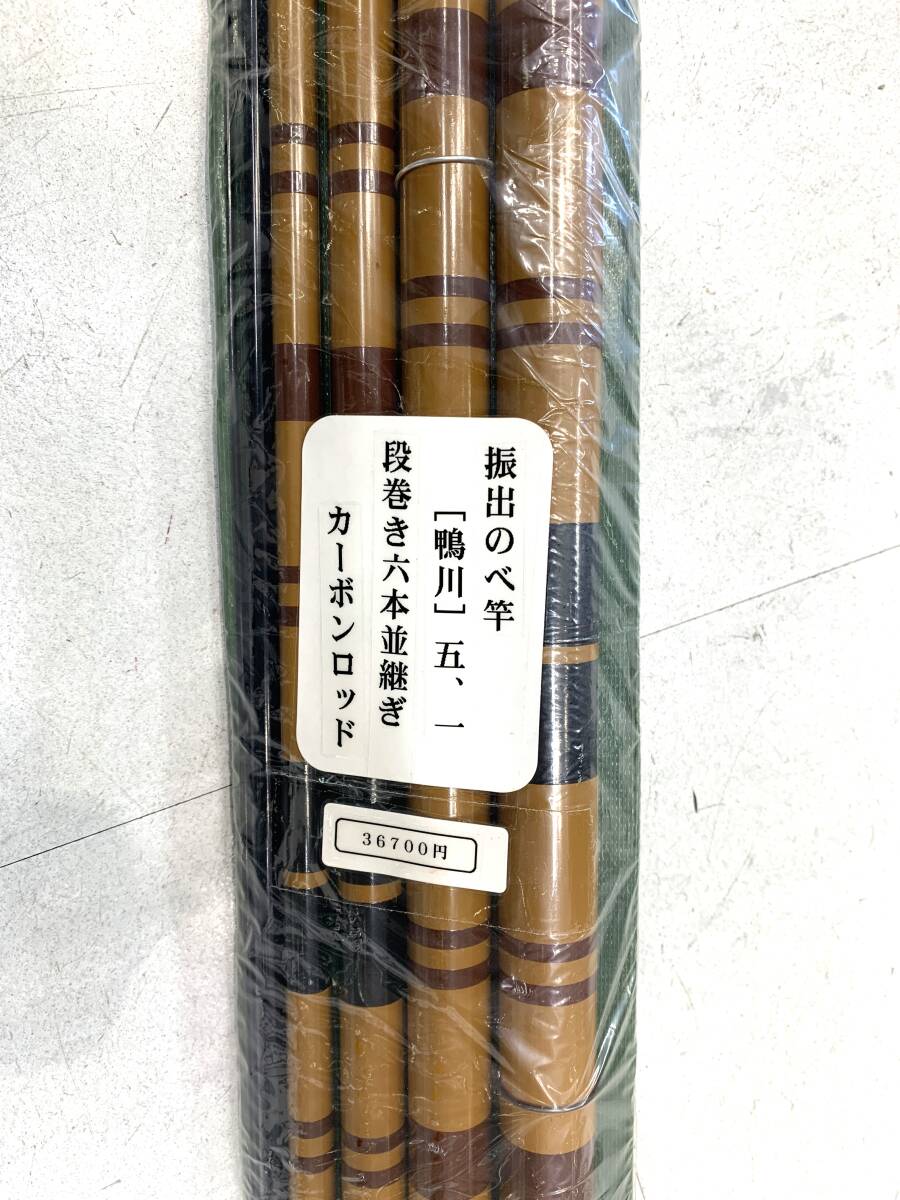 振出のべ竿
［鴨川］五、一
段巻き六本並継ぎ
カーボンロッド
36700円